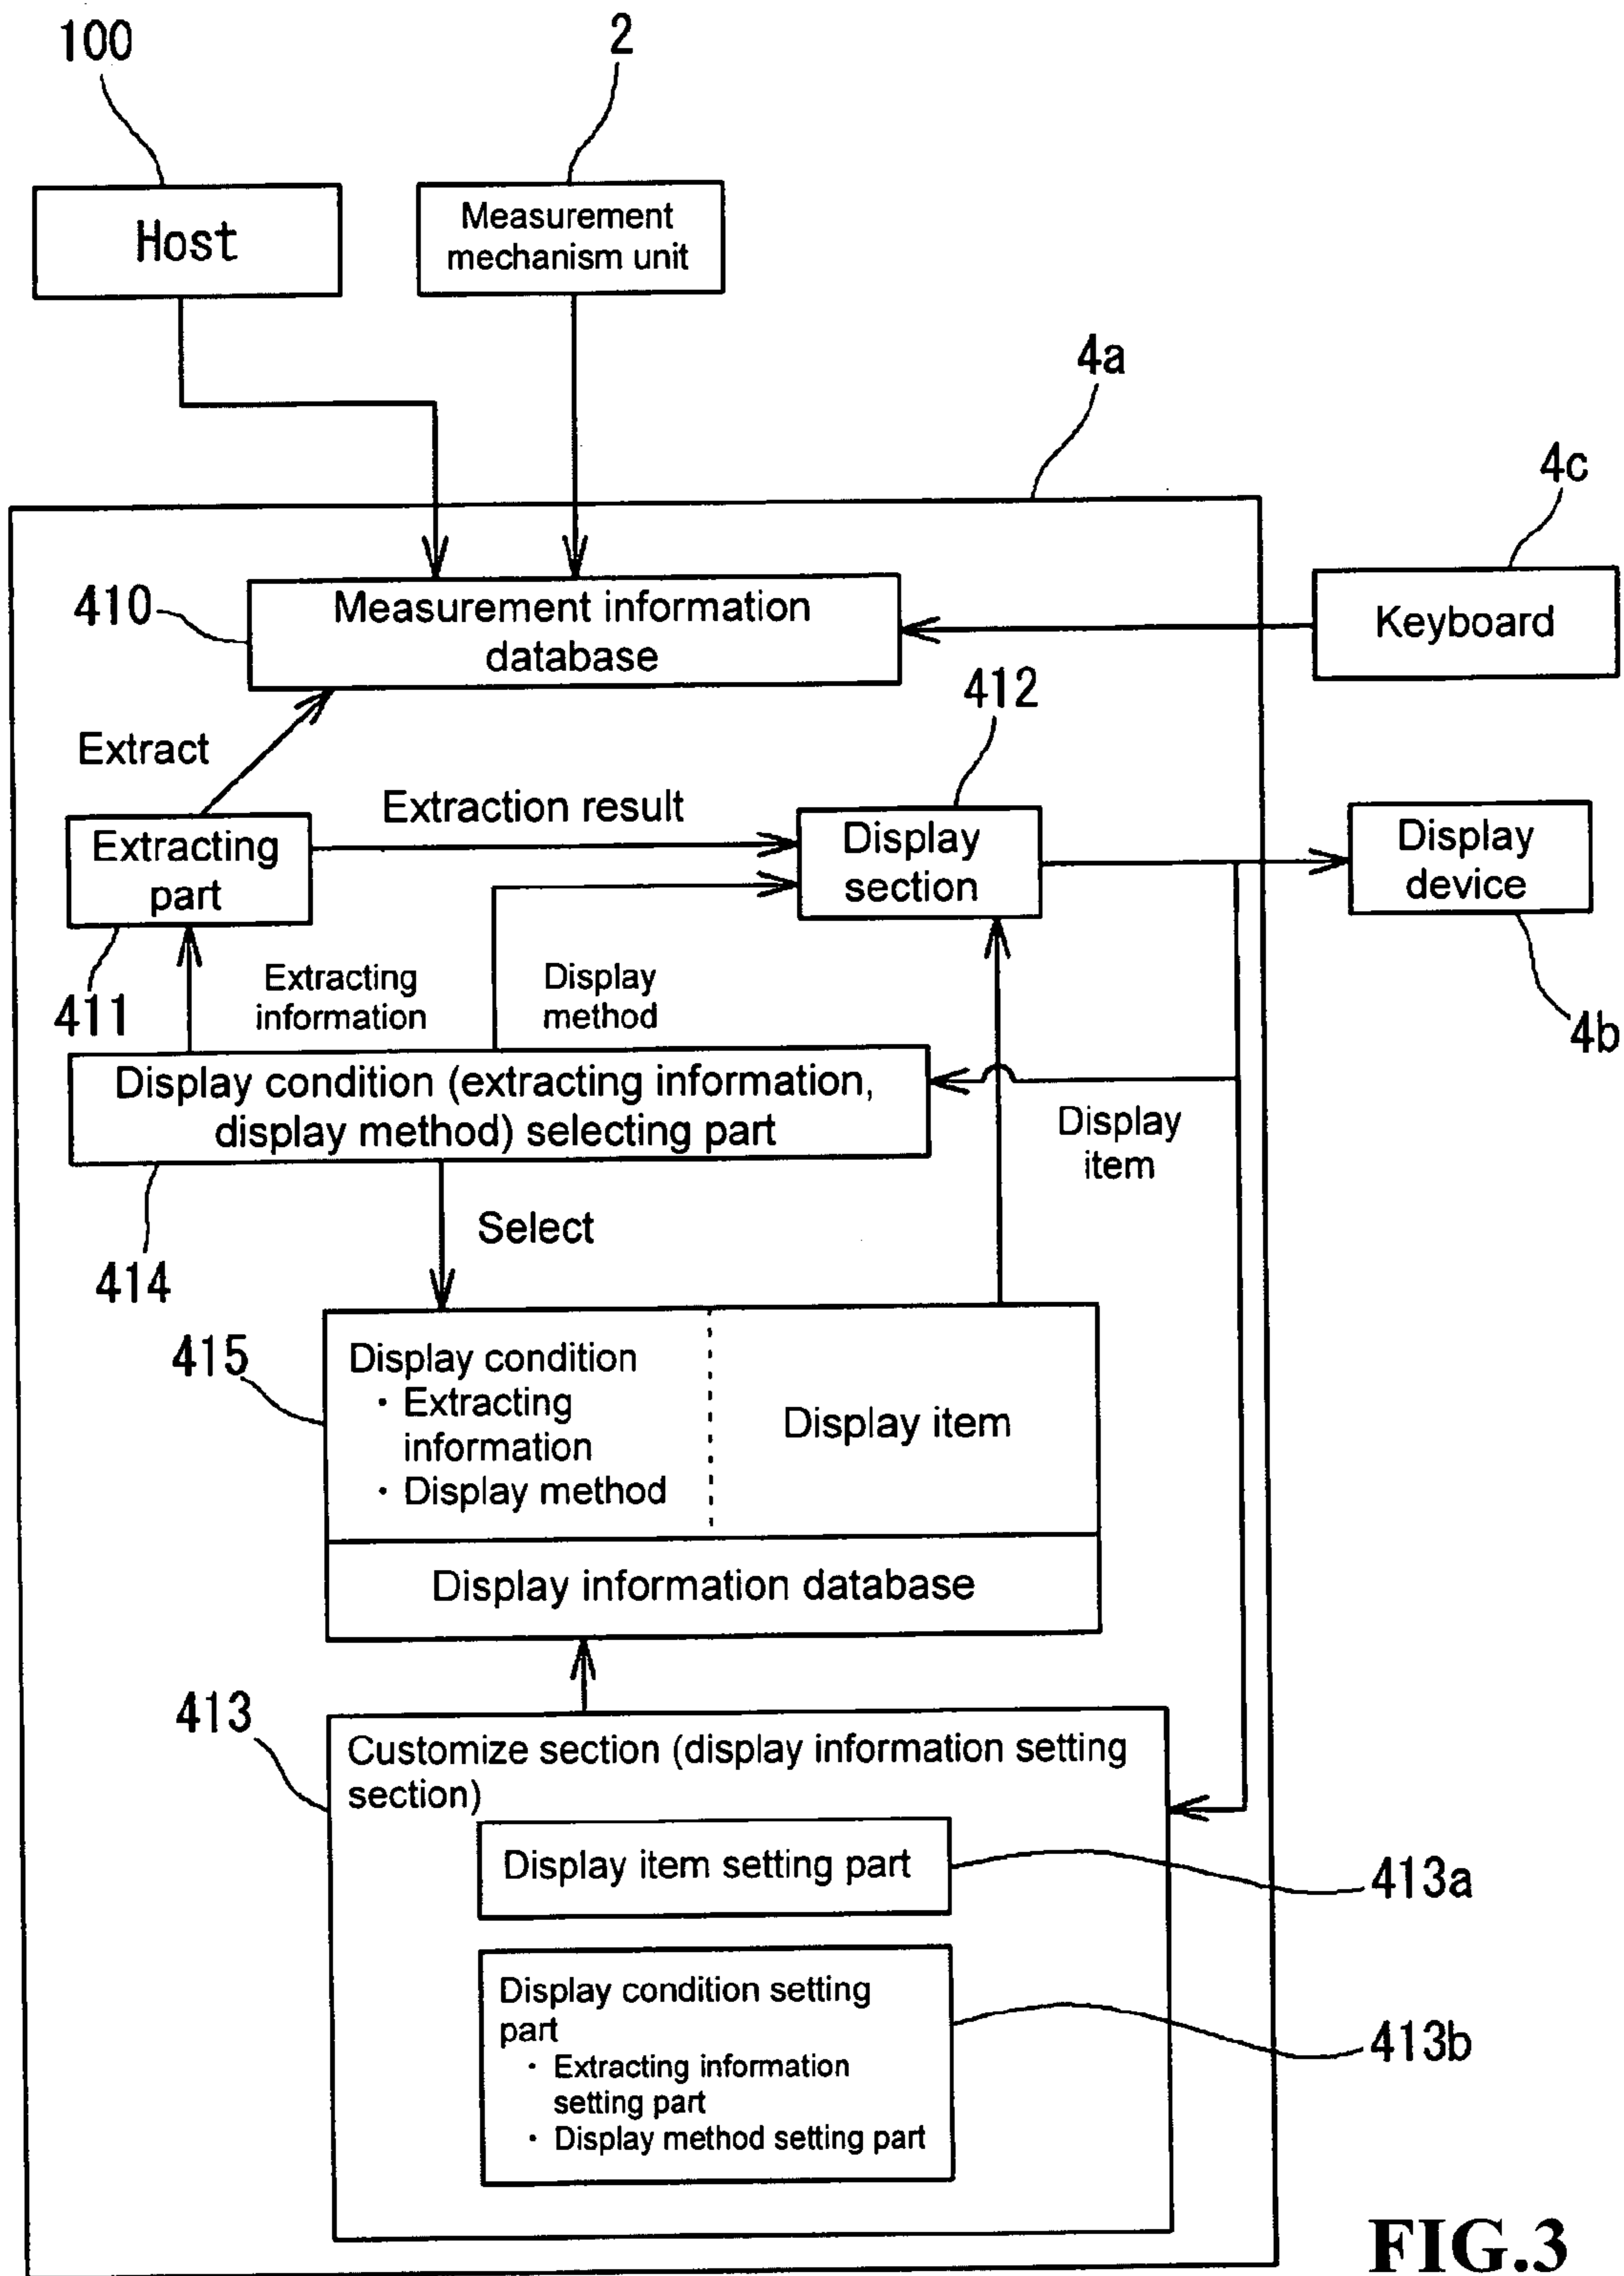 100
2
Host
Measurement
mechanism unit
4a
4c
410
Measurement information
database
Keyboard
412
Extract
Extraction result
Extracting
part
Display
section
Display
device
411
Extracting
information
Display
method
4b
Display condition (extracting information,
display method) selecting part
Display
item
414
Select
415
Display condition
・ Extracting
information
・ Display method
Display item
Display information database
413
Customize section (display information setting
section)
Display item setting part
413a
Display condition setting
part
・ Extracting information
setting part
・ Display method setting part
413b
FIG.3